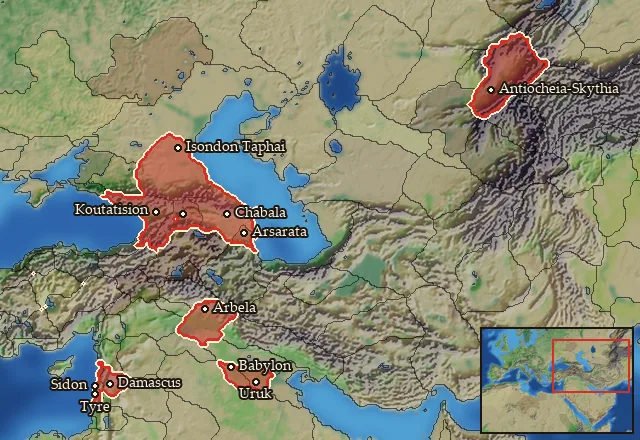 Antiocheia-Skythia
Isondon Taphai
Koutatision
Chabala
Arsarata
Arbela
Babylon
Sidon
Damascus
Uruk
Tyre